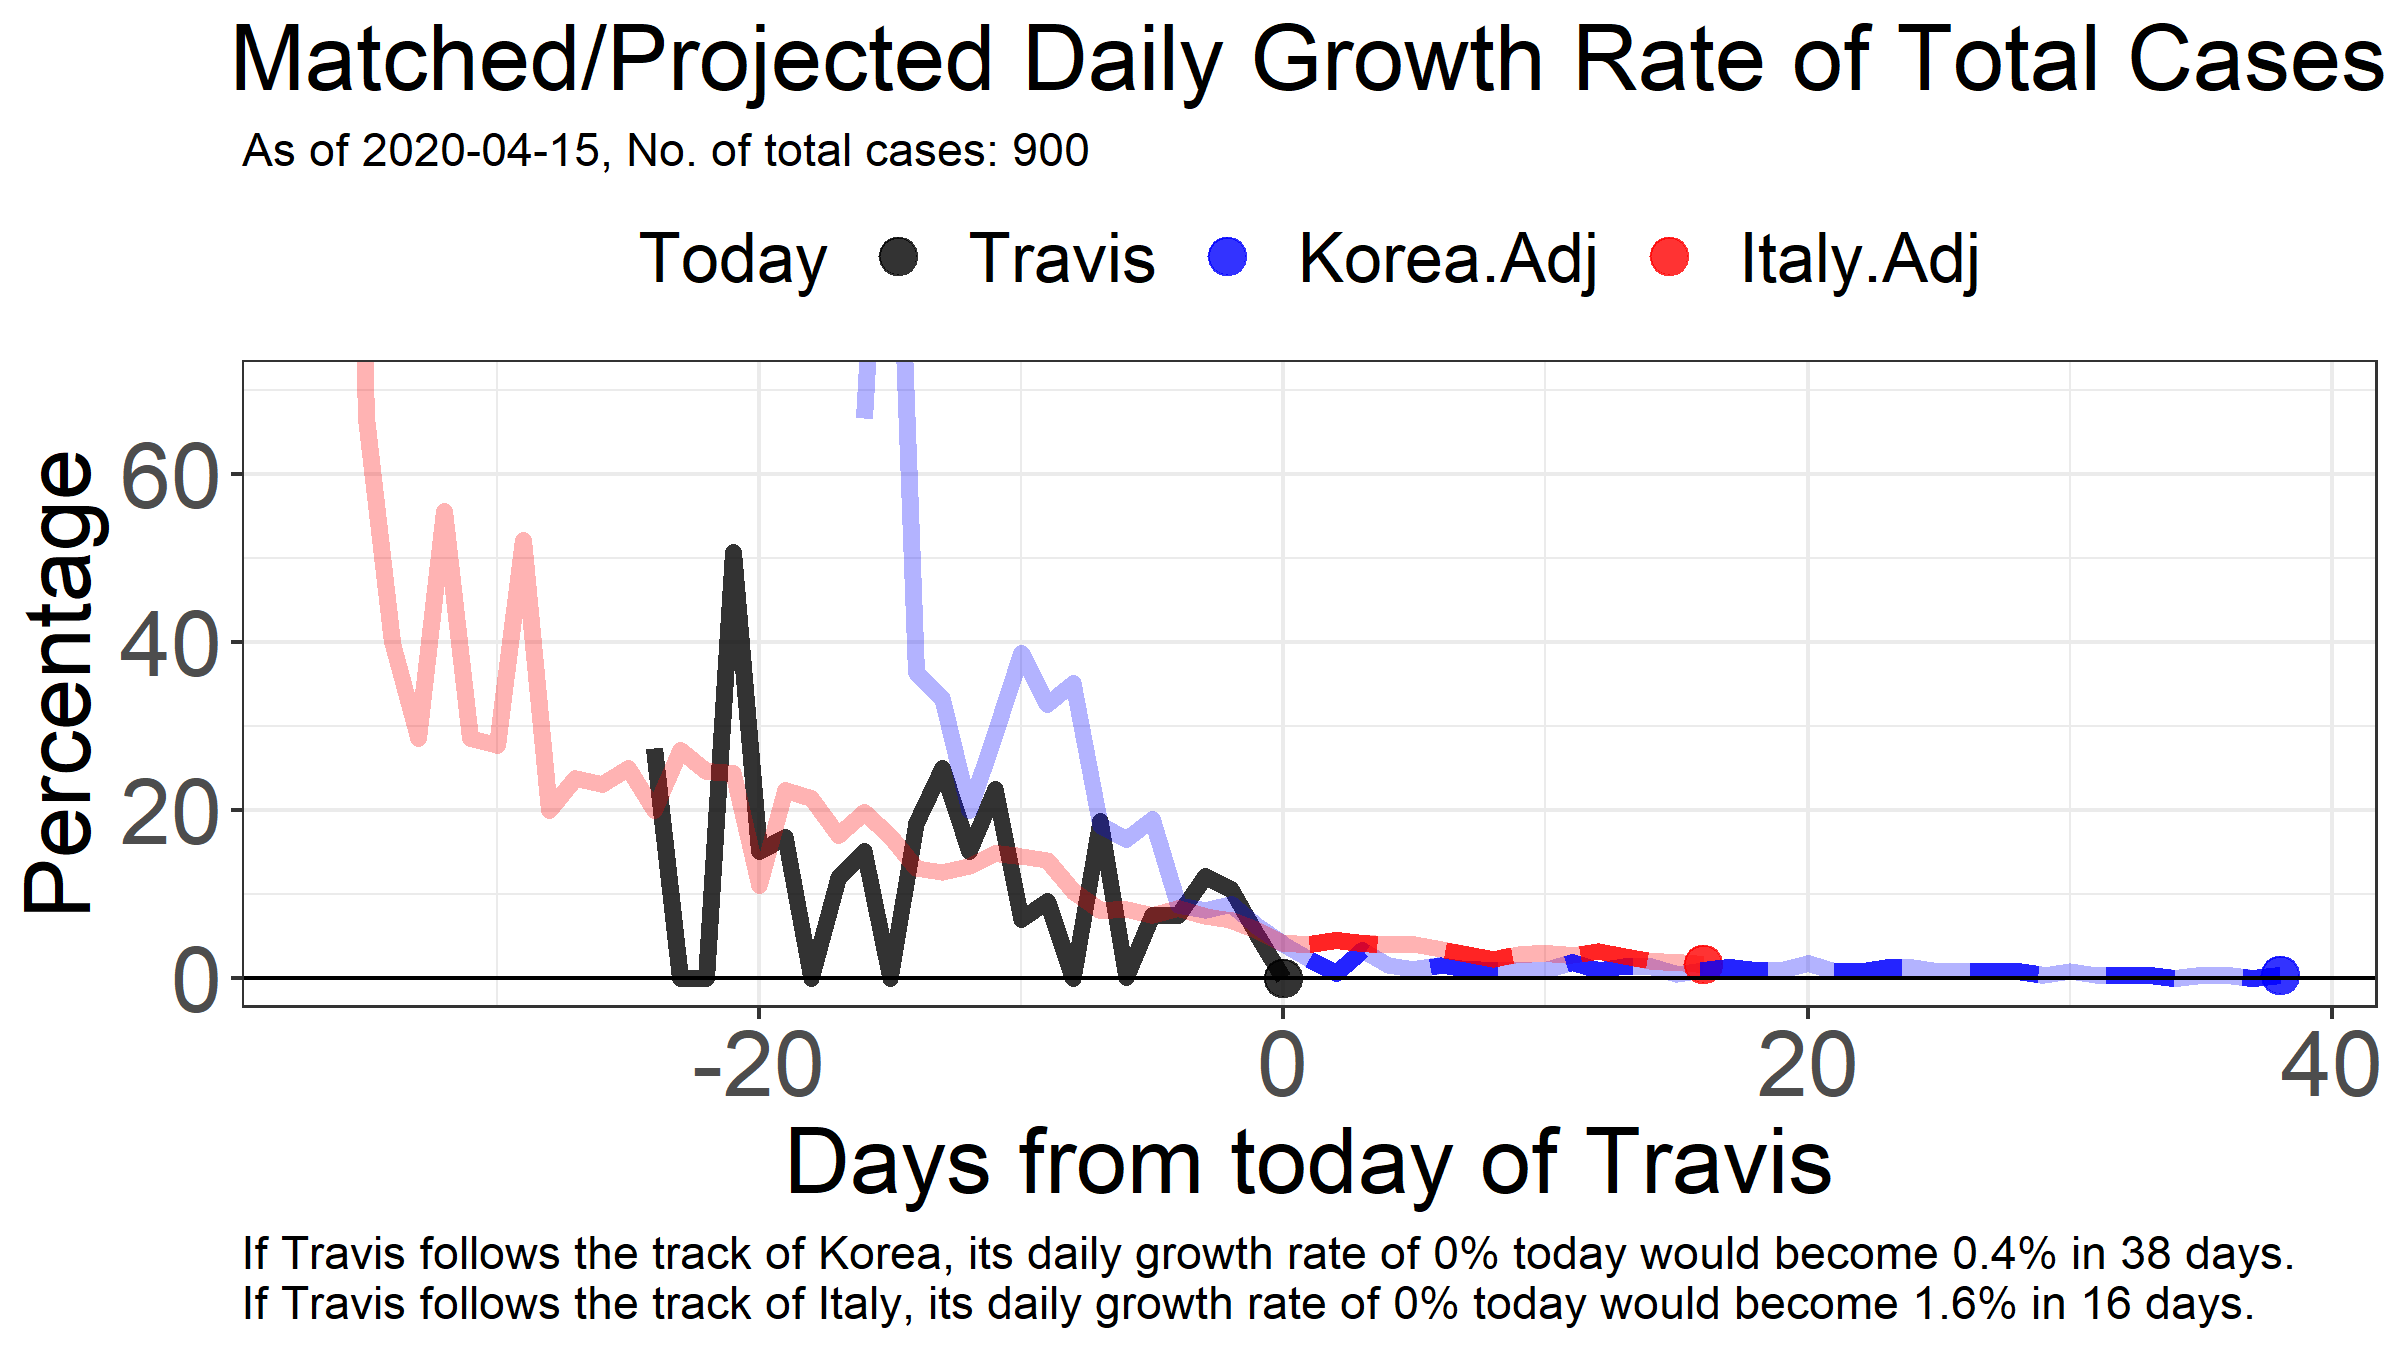 Matched/Projected Daily Growth Rate of Total Cases
As of 2020-04-15, No. of total cases: 900
Today Travis Korea.Adj Italy.Adj
Percentage
60
40
20
0
-20 0 20 40
Days from today of Travis
If Travis follows the track of Korea, its daily growth rate of 0% today would become 0.4% in 38 days.
If Travis follows the track of Italy, its daily growth rate of 0% today would become 1.6% in 16 days.